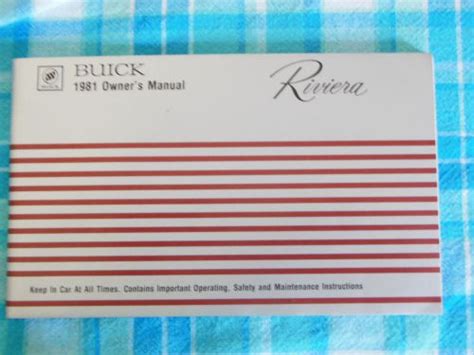 BUICK
1981 Owner's Manual
Riviera
Keep In Car At All Times. Contains Important Operating, Safety and Maintenance Instructions